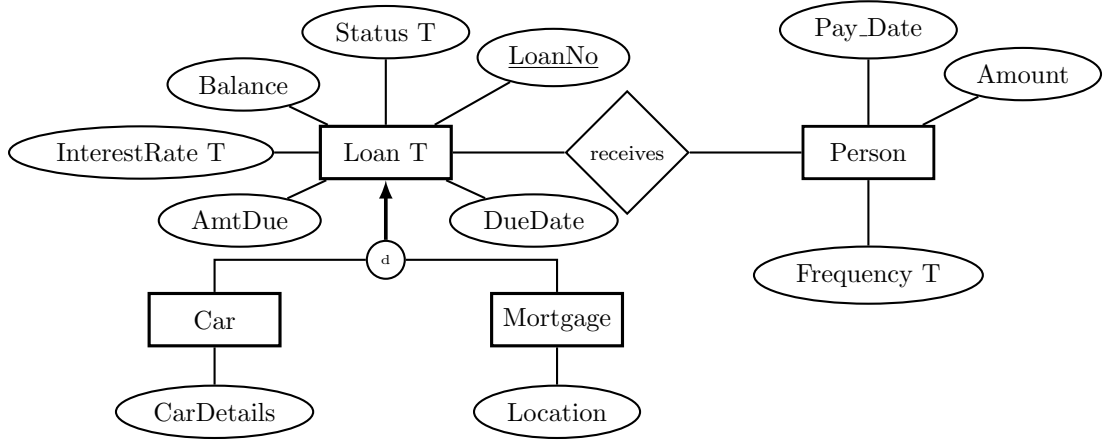 Status T
Pay_Date
LoanNo
Balance
Amount
InterestRate T
Loan T
receives
Person
AmtDue
DueDate
d
Frequency T
Car
Mortgage
CarDetails
Location